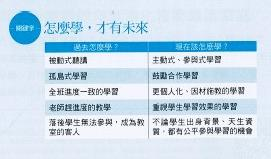 關鍵字
怎麼學，才有未來
過去怎麼學？ 現在該怎麼學？
被動式聽講 主動式、參與式學習
孤島式學習 鼓勵合作學習
全班進度一致的學習 更個人化、因材施教的學習
老師趕進度的教學 重視學生學習效果的學習
落後學生無法參與，成為教室的客人 不論學生出身背景、天生資質，都有公平參與學習的機會